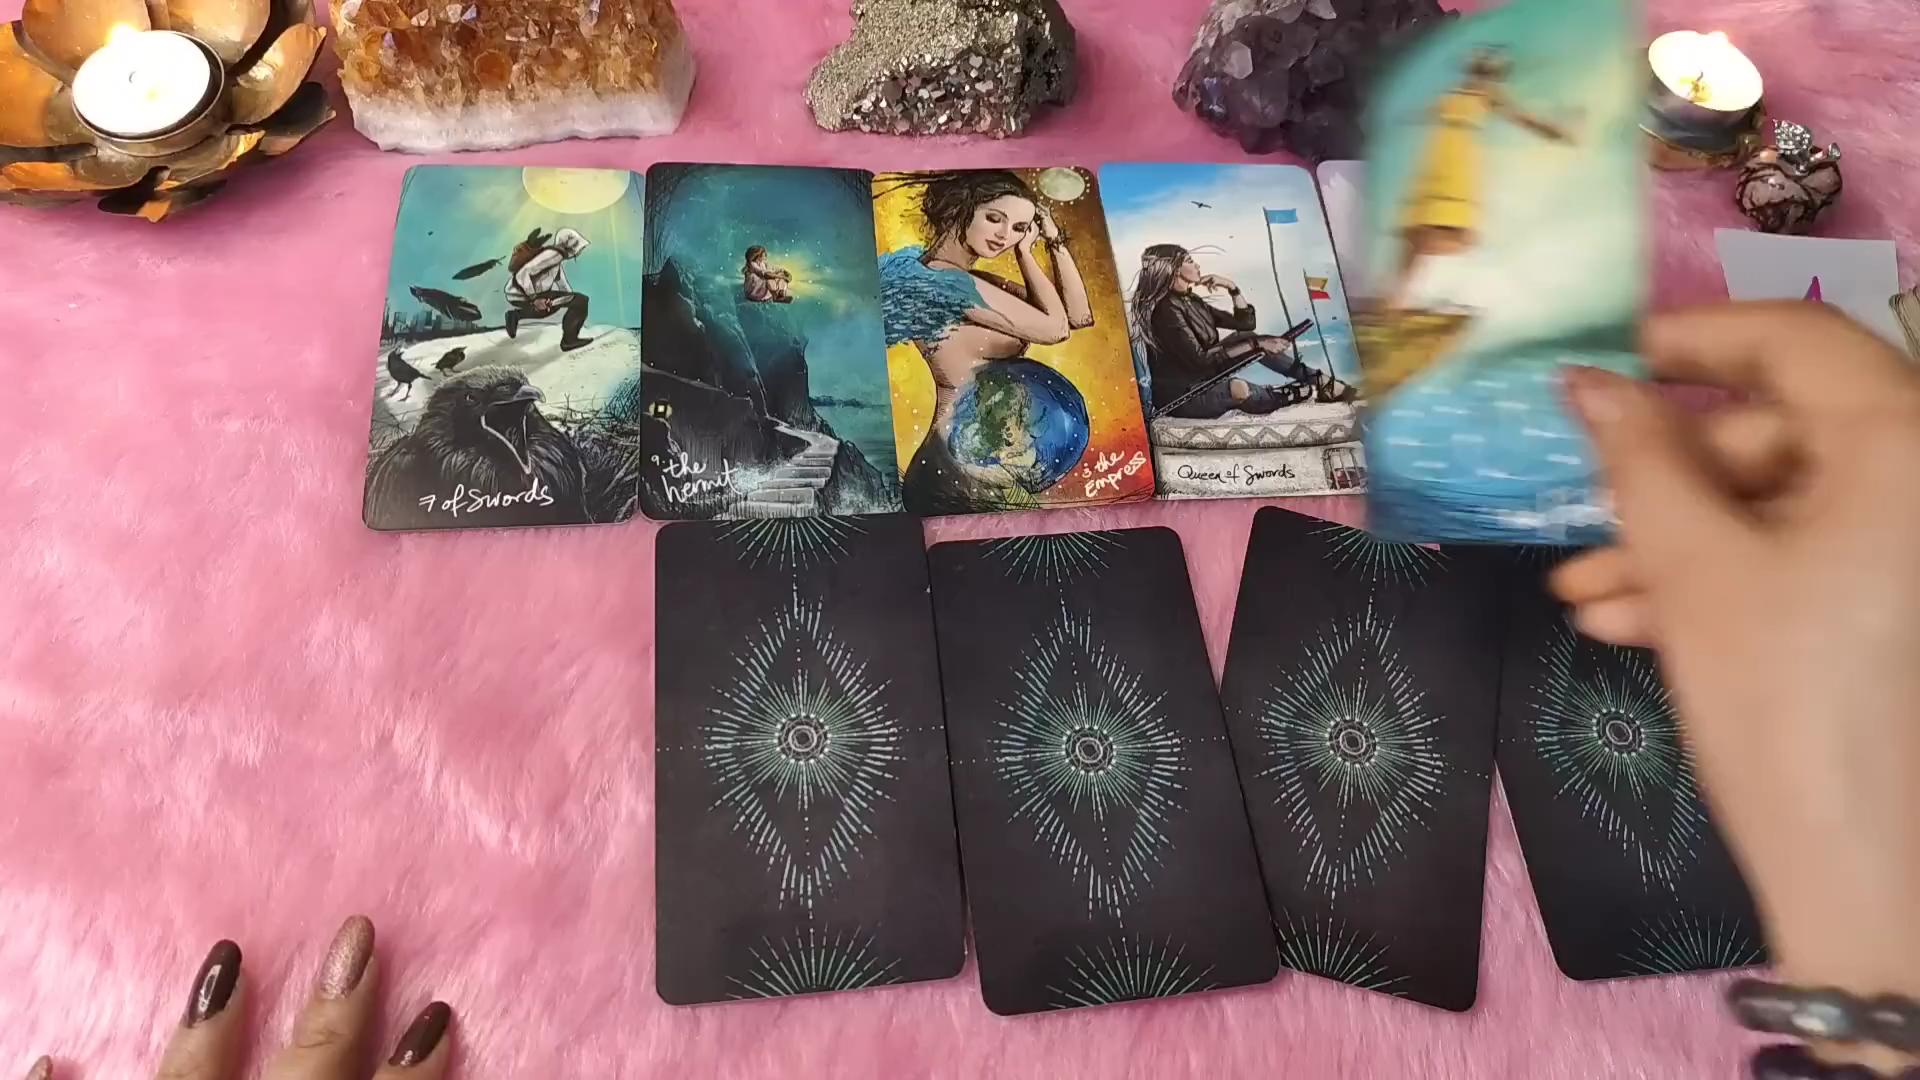 7 of Swords
9. the
hermit
3. the
Empress
Queen of Swords